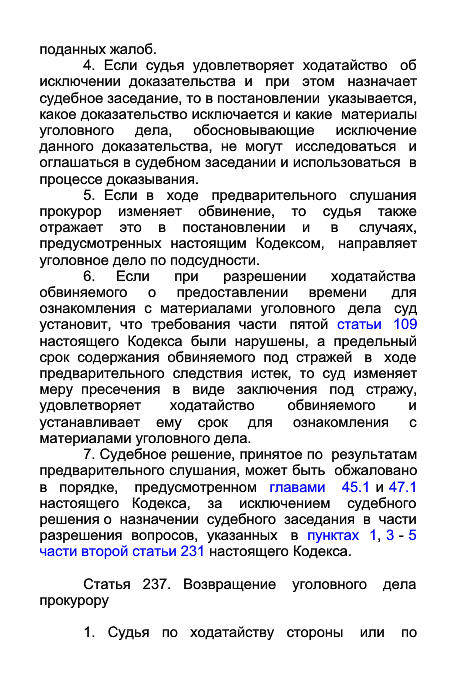 поданных жалоб.
4. Если судья удовлетворяет ходатайство об
исключении доказательства и при этом назначает
судебное заседание, то в постановлении указывается,
какое доказательство исключается и какие материалы
уголовного дела, обосновывающие исключение
данного доказательства, не могут исследоваться и
оглашаться в судебном заседании и использоваться в
процессе доказывания.
5. Если в ходе предварительного слушания
прокурор изменяет обвинение, то судья также
отражает это в постановлении и в случаях,
предусмотренных настоящим Кодексом, направляет
уголовное дело по подсудности.
6. Если при разрешении ходатайства
обвиняемого о предоставлении времени для
ознакомления с материалами уголовного дела суд
установит, что требования части пятой статьи 109
настоящего Кодекса были нарушены, а предельный
срок содержания обвиняемого под стражей в ходе
предварительного следствия истек, то суд изменяет
меру пресечения в виде заключения под стражу,
удовлетворяет ходатайство обвиняемого и
устанавливает ему срок для ознакомления с
материалами уголовного дела.
7. Судебное решение, принятое по результатам
предварительного слушания, может быть обжаловано
в порядке, предусмотренном главами 45.1 и 47.1
настоящего Кодекса, за исключением судебного
решения о назначении судебного заседания в части
разрешения вопросов, указанных в пунктах 1, 3 - 5
части второй статьи 231 настоящего Кодекса.
Статья 237. Возвращение уголовного дела
прокурору
1. Судья по ходатайству стороны или по